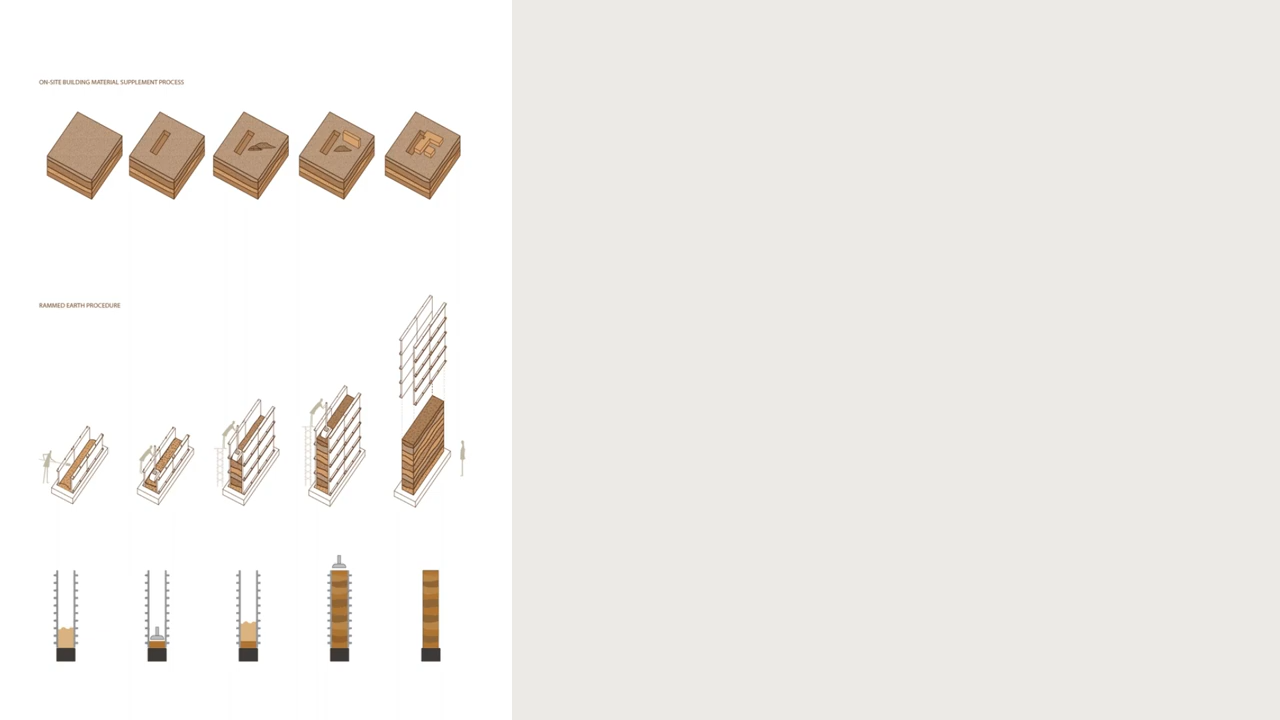 ON-SITE BUILDING MATERIAL SUPPLEMENT PROCESS
RAMMED EARTH PROCEDURE